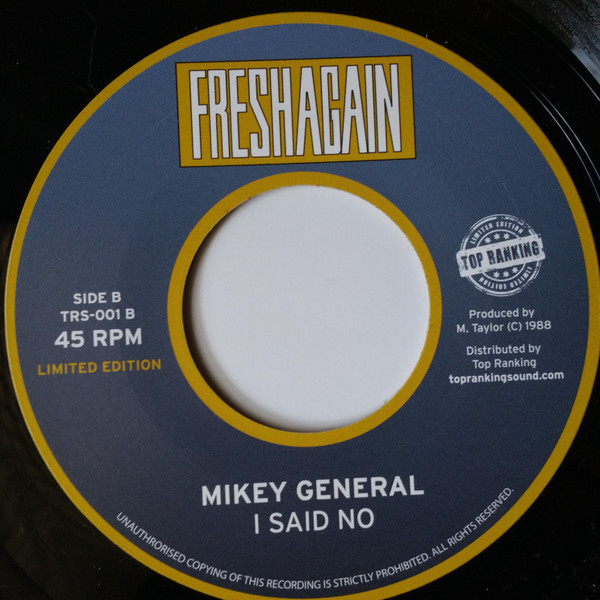 FRESHAGAIN
SIDE B
TRS-001 B
45 RPM
LIMITED EDITION
LIMITED EDITION
TOP RANKING
LIMITED EDITION
Produced by
M. Taylor (C) 1988
Distributed by
Top Ranking
toprankingsound.com
MIKEY GENERAL
I SAID NO
UNAUTHRORISED COPYING OF THIS RECORDING IS STRICTLY PROHIBITED. ALL RIGHTS RESERVED.